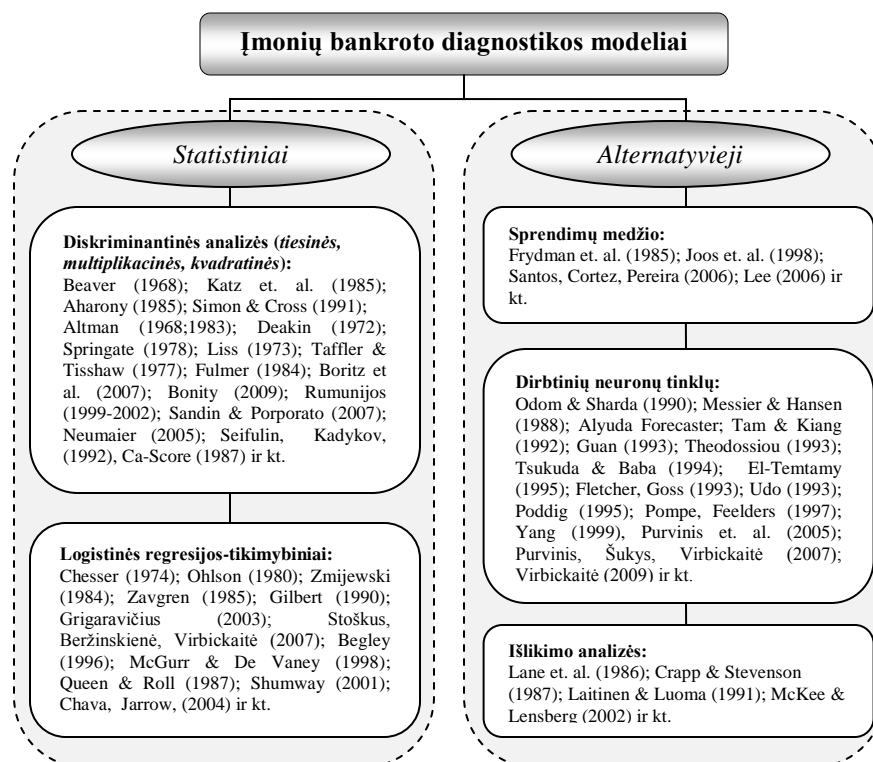 Įmonių bankroto diagnostikos modeliai
Statistiniai
Diskriminantinės analizės (tiesinės,
multiplikacinės, kvadratinės):
Beaver (1968); Katz et. al. (1985);
Aharony (1985); Simon & Cross (1991);
Altman (1968;1983); Deakin (1972);
Springate (1978); Liss (1973); Taffler &
Tisshaw (1977); Fulmer (1984); Boritz et
al. (2007); Bonity (2009); Rumunijos
(1999-2002); Sandin & Porporato (2007);
Neumaier (2005); Seifulin, Kadykov,
(1992), Ca-Score (1987) ir kt.
Logistinės regresijos-tikimybiniai:
Chesser (1974); Ohlson (1980); Zmijewski
(1984); Zavgren (1985); Gilbert (1990);
Grigaravičius (2003); Stoškus,
Beržinskienė, Virbickaitė (2007); Begley
(1996); McGurr & De Vaney (1998);
Queen & Roll (1987); Shumway (2001);
Chava, Jarrow, (2004) ir kt.
Alternatyvieji
Sprendimų medžio:
Frydman et. al. (1985); Joos et. al. (1998);
Santos, Cortez, Pereira (2006); Lee (2006) ir
kt.
Dirbtinių neuronų tinklų:
Odom & Sharda (1990); Messier & Hansen
(1988); Alyuda Forecaster; Tam & Kiang
(1992); Guan (1993); Theodossiou (1993);
Tsukuda & Baba (1994); El-Temtamy
(1995); Fletcher, Goss (1993); Udo (1993);
Poddig (1995); Pompe, Feelders (1997);
Yang (1999), Purvinis et. al. (2005);
Purvinis, Šukys, Virbickaitė (2007);
Virbickaitė (2009) ir kt.
Išlikimo analizės:
Lane et. al. (1986); Crapp & Stevenson
(1987); Laitinen & Luoma (1991); McKee &
Lensberg (2002) ir kt.